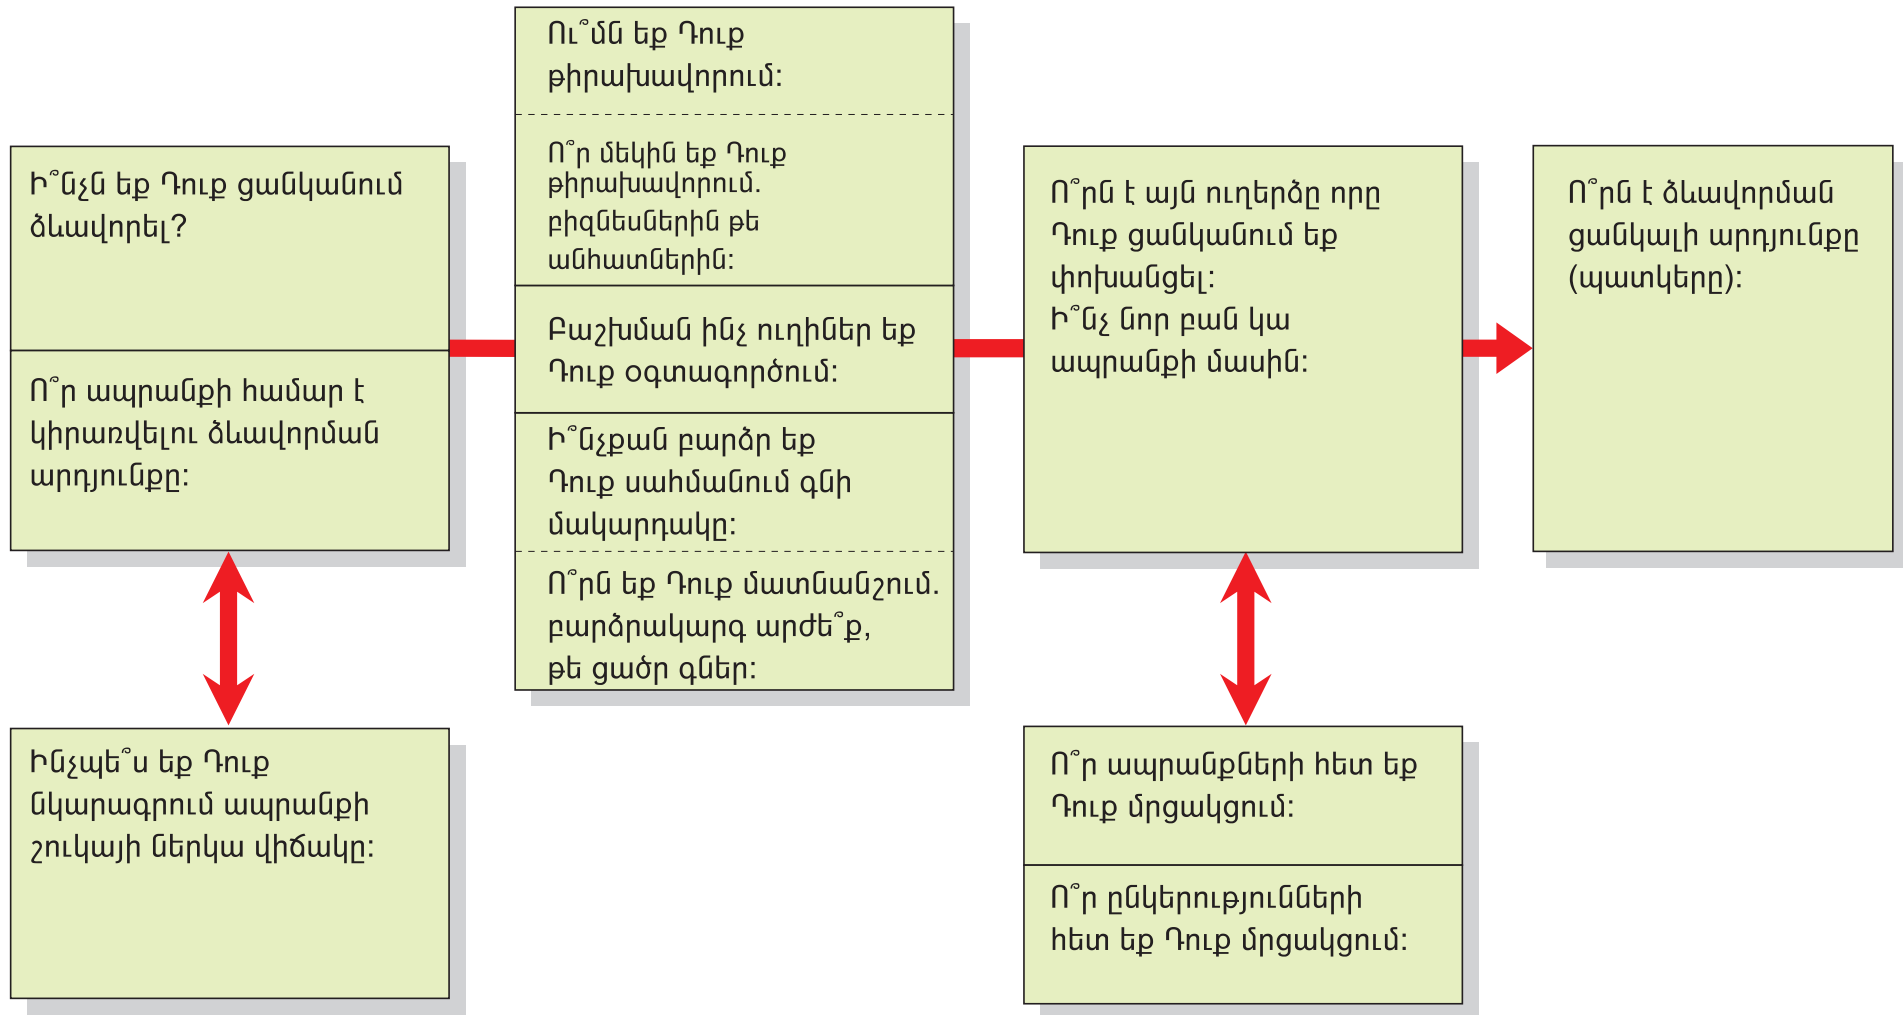 Ի՞նչն եք Դուք ցանկանում
ձևավորել?
Ո՞ր ապրանքի համար է
կիրառվելու ձևավորման
արդյունքը:
Ինչպե՞ս եք Դուք
նկարագրում ապրանքի
շուկայի ներկա վիճակը:
Ու՞մն եք Դուք
թիրախավորում:
Ո՞ր մեկին եք Դուք
թիրախավորում.
բիզնեսներին թե
անհատներին:
Բաշխման ինչ ուղիներ եք
Դուք օգտագործում:
Ի՞նչքան բարձր եք
Դուք սահմանում գնի
մակարդակը:
Ո՞րն եք Դուք մատնանշում.
բարձրակարգ արժե՞ք,
թե ցածր գներ:
Ո՞րն է այն ուղերձը որը
Դուք ցանկանում եք
փոխանցել:
Ի՞նչ նոր բան կա
ապրանքի մասին:
Ո՞ր ապրանքների հետ եք
Դուք մրցակցում:
Ո՞ր ընկերությունների
հետ եք Դուք մրցակցում:
Ո՞րն է ձևավորման
ցանկալի արդյունքը
(պատկերը):